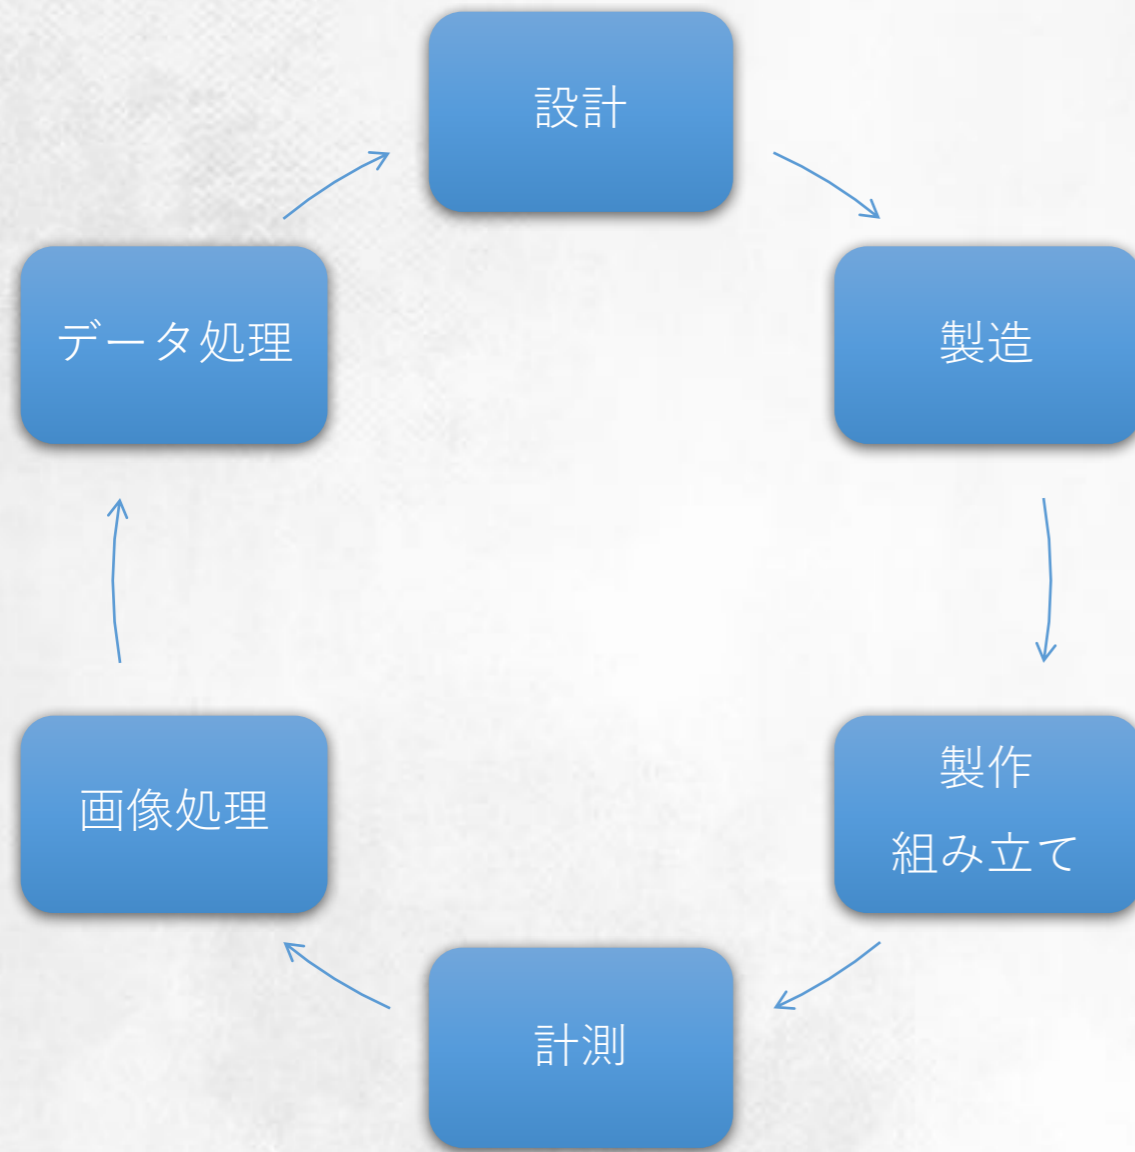 設計
製造
製作
組み立て
計測
画像処理
データ処理